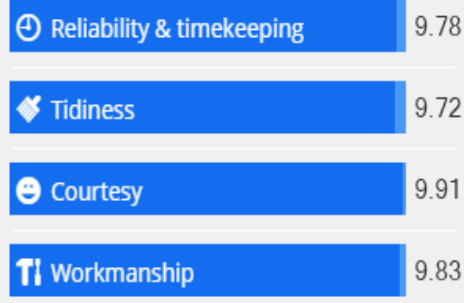 Reliability & timekeeping 9.78
Tidiness 9.72
Courtesy 9.91
Workmanship 9.83